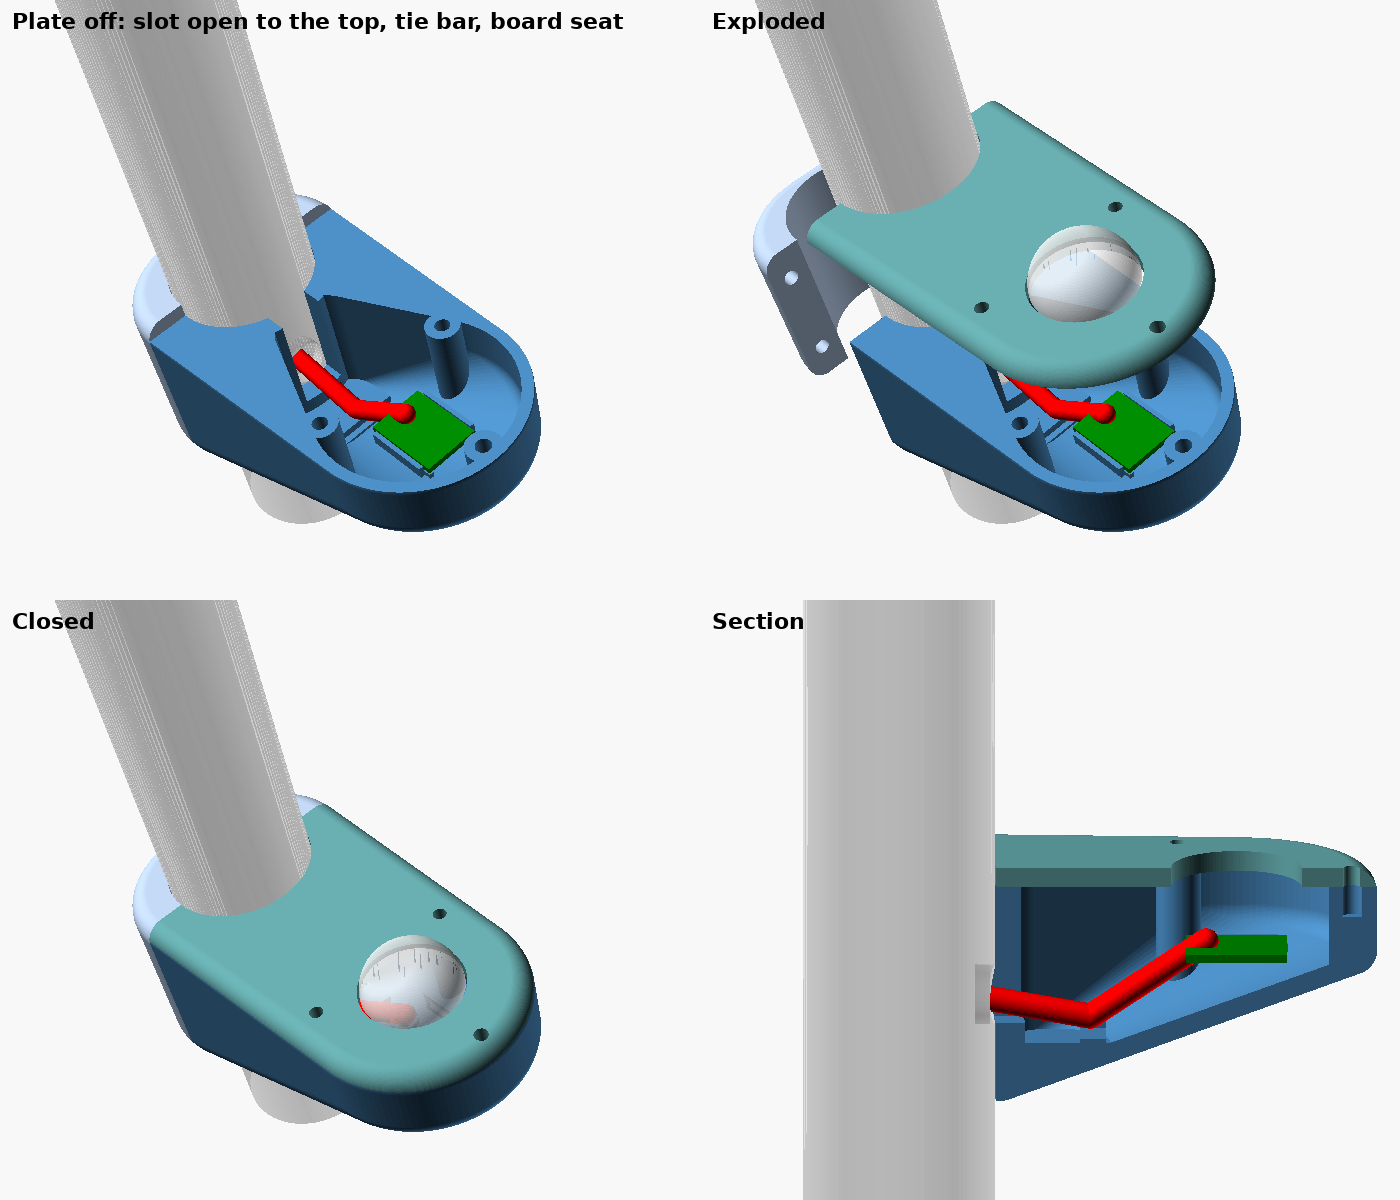 Plate off: slot open to the top, tie bar, board seat
Exploded
Closed
Section